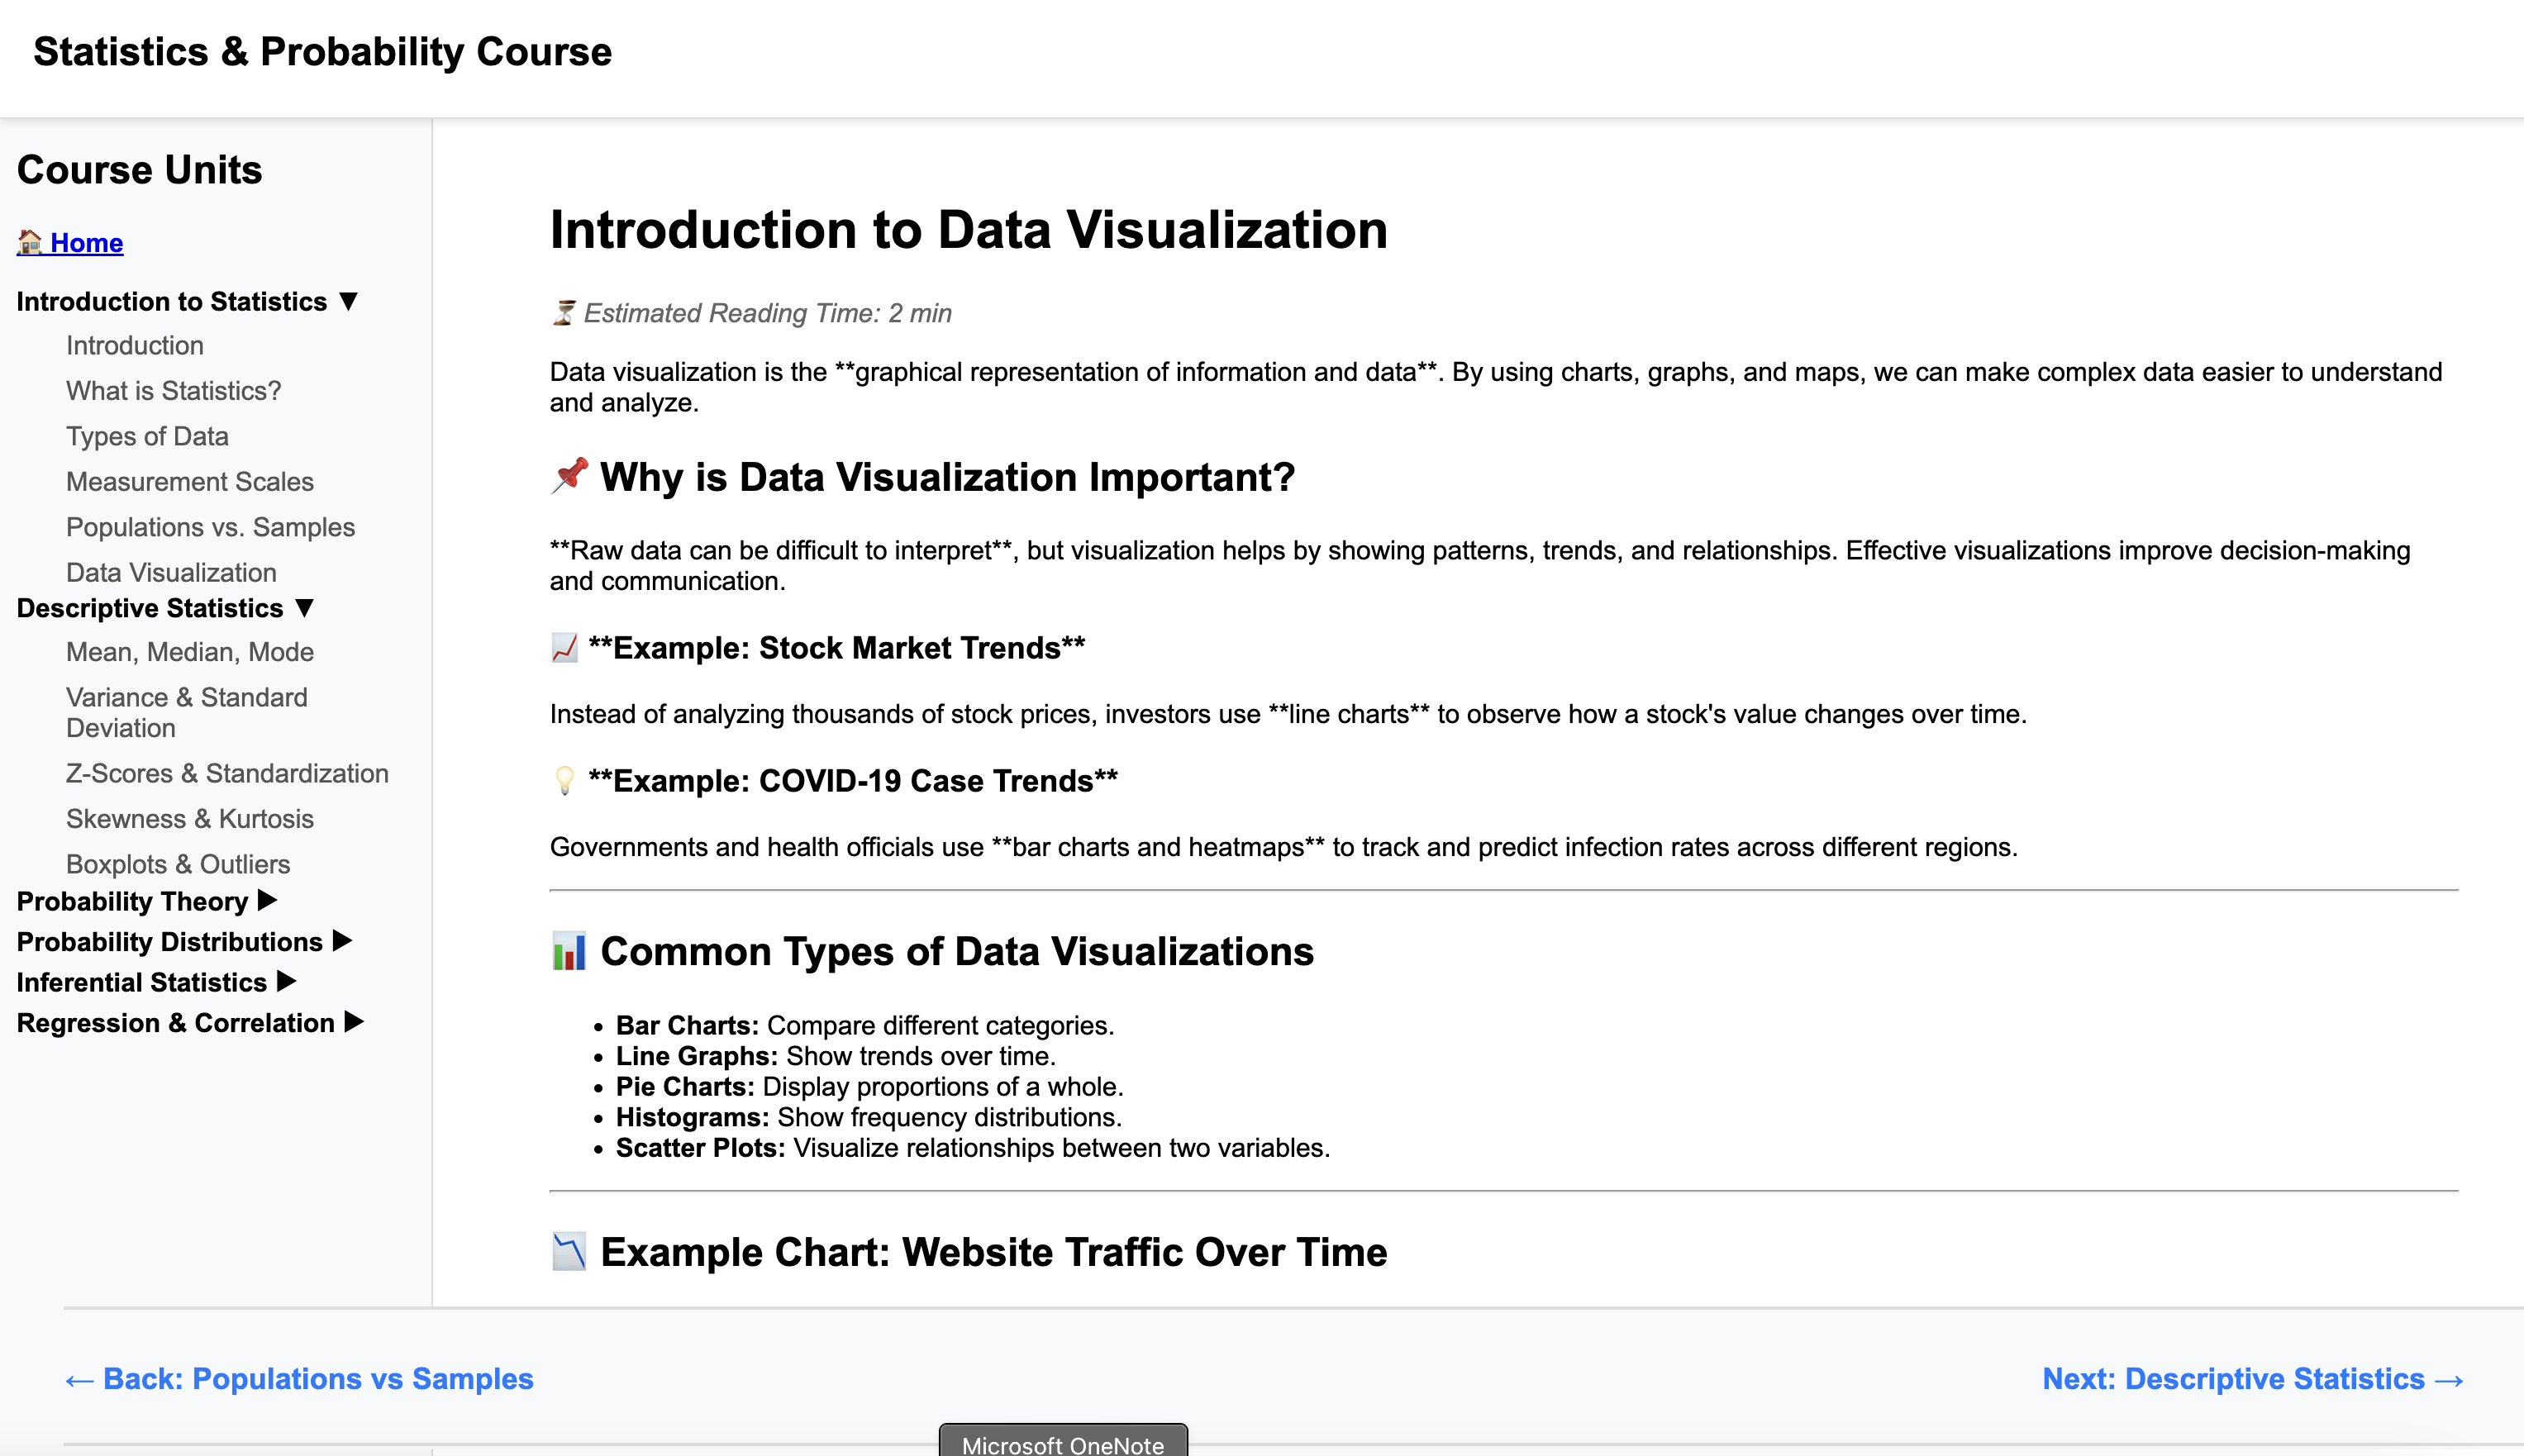 Statistics & Probability Course
Course Units
🏠 Home
Introduction to Statistics ▼
Introduction
What is Statistics?
Types of Data
Measurement Scales
Populations vs. Samples
Data Visualization
Descriptive Statistics ▼
Mean, Median, Mode
Variance & Standard
Deviation
Z-Scores & Standardization
Skewness & Kurtosis
Boxplots & Outliers
Probability Theory ▶
Probability Distributions ▶
Inferential Statistics ▶
Regression & Correlation ▶
Introduction to Data Visualization
⏳ Estimated Reading Time: 2 min
Data visualization is the **graphical representation of information and data**. By using charts, graphs, and maps, we can make complex data easier to understand
and analyze.
📌 Why is Data Visualization Important?
**Raw data can be difficult to interpret**, but visualization helps by showing patterns, trends, and relationships. Effective visualizations improve decision-making
and communication.
📈 **Example: Stock Market Trends**
Instead of analyzing thousands of stock prices, investors use **line charts** to observe how a stock's value changes over time.
💡 **Example: COVID-19 Case Trends**
Governments and health officials use **bar charts and heatmaps** to track and predict infection rates across different regions.
📊 Common Types of Data Visualizations
• Bar Charts: Compare different categories.
• Line Graphs: Show trends over time.
• Pie Charts: Display proportions of a whole.
• Histograms: Show frequency distributions.
• Scatter Plots: Visualize relationships between two variables.
📉 Example Chart: Website Traffic Over Time
← Back: Populations vs Samples
Next: Descriptive Statistics →
Microsoft OneNote